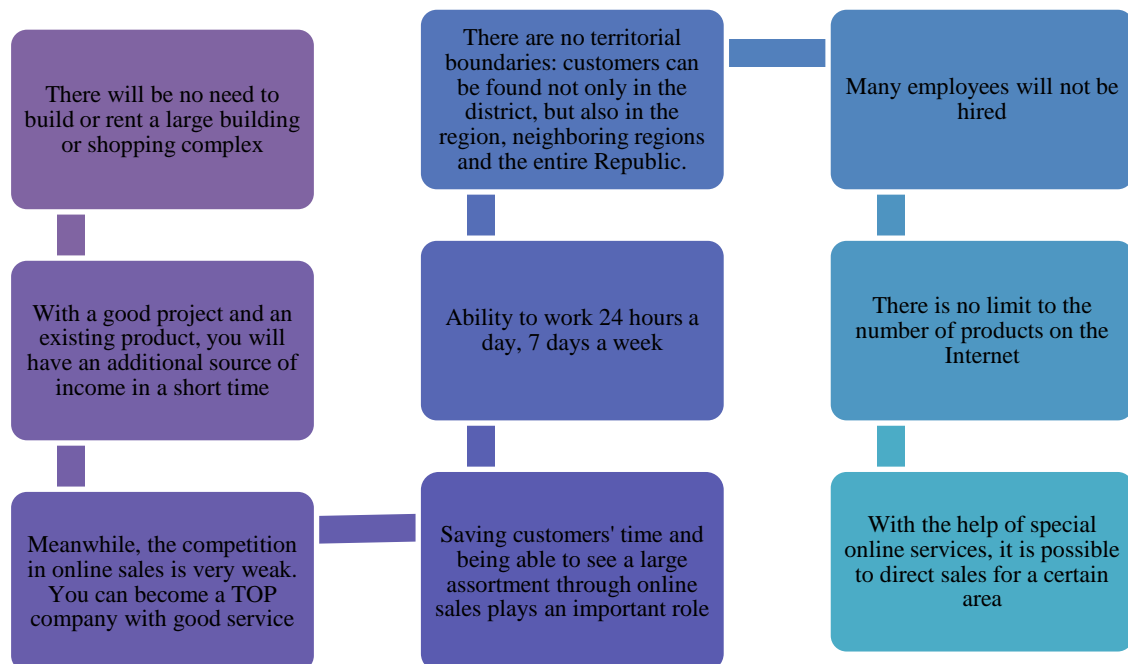 There will be no need to
build or rent a large building
or shopping complex
With a good project and an
existing product, you will
have an additional source of
income in a short time
Meanwhile, the competition
in online sales is very weak.
You can become a TOP
company with good service
Saving customers' time and
being able to see a large
assortment through online
sales plays an important role
Ability to work 24 hours a
day, 7 days a week
There are no territorial
boundaries: customers can
be found not only in the
district, but also in the
region, neighboring regions
and the entire Republic.
Many employees will not be
hired
There is no limit to the
number of products on the
Internet
With the help of special
online services, it is possible
to direct sales for a certain
area